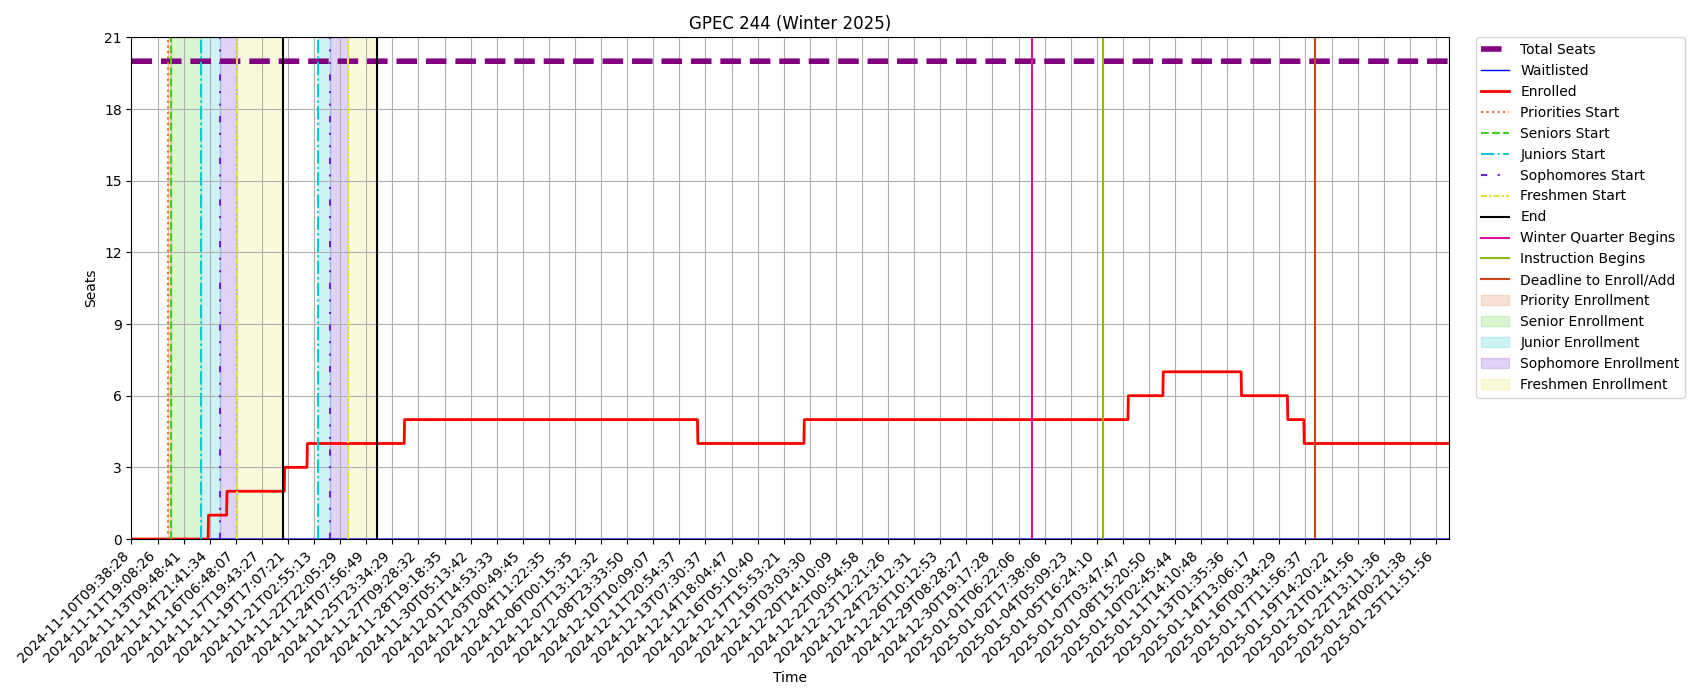 GPEC 244 (Winter 2025)
21
18
15
12
9
6
3
0
Seats
2024-11-10T09:38:28
2024-11-11T19:08:26
2024-11-13T09:48:41
2024-11-14T21:41:34
2024-11-16T06:48:07
2024-11-17T19:43:27
2024-11-19T17:07:21
2024-11-21T02:55:13
2024-11-22T22:05:29
2024-11-24T07:56:49
2024-11-25T23:34:29
2024-11-27T09:28:32
2024-11-28T19:18:35
2024-11-30T05:13:42
2024-12-01T14:53:33
2024-12-03T00:49:45
2024-12-04T11:22:35
2024-12-06T00:15:35
2024-12-07T13:12:32
2024-12-08T23:33:50
2024-12-10T10:09:07
2024-12-11T20:54:37
2024-12-13T07:30:37
2024-12-14T18:04:47
2024-12-16T05:10:40
2024-12-17T15:53:21
2024-12-19T03:03:30
2024-12-20T14:10:09
2024-12-22T00:54:58
2024-12-23T12:21:26
2024-12-24T23:12:31
2024-12-26T10:12:53
2024-12-29T08:28:27
2024-12-30T19:17:28
2025-01-01T06:22:06
2025-01-02T17:38:06
2025-01-04T05:09:23
2025-01-05T16:24:10
2025-01-07T03:47:47
2025-01-08T15:20:50
2025-01-10T02:45:44
2025-01-11T14:10:48
2025-01-13T01:35:36
2025-01-14T13:06:17
2025-01-16T00:34:29
2025-01-17T11:56:37
2025-01-19T14:20:22
2025-01-21T01:41:56
2025-01-22T13:11:36
2025-01-24T00:21:38
2025-01-25T11:51:56
Time
Total Seats
Waitlisted
Enrolled
Priorities Start
Seniors Start
Juniors Start
Sophomores Start
Freshmen Start
End
Winter Quarter Begins
Instruction Begins
Deadline to Enroll/Add
Priority Enrollment
Senior Enrollment
Junior Enrollment
Sophomore Enrollment
Freshmen Enrollment